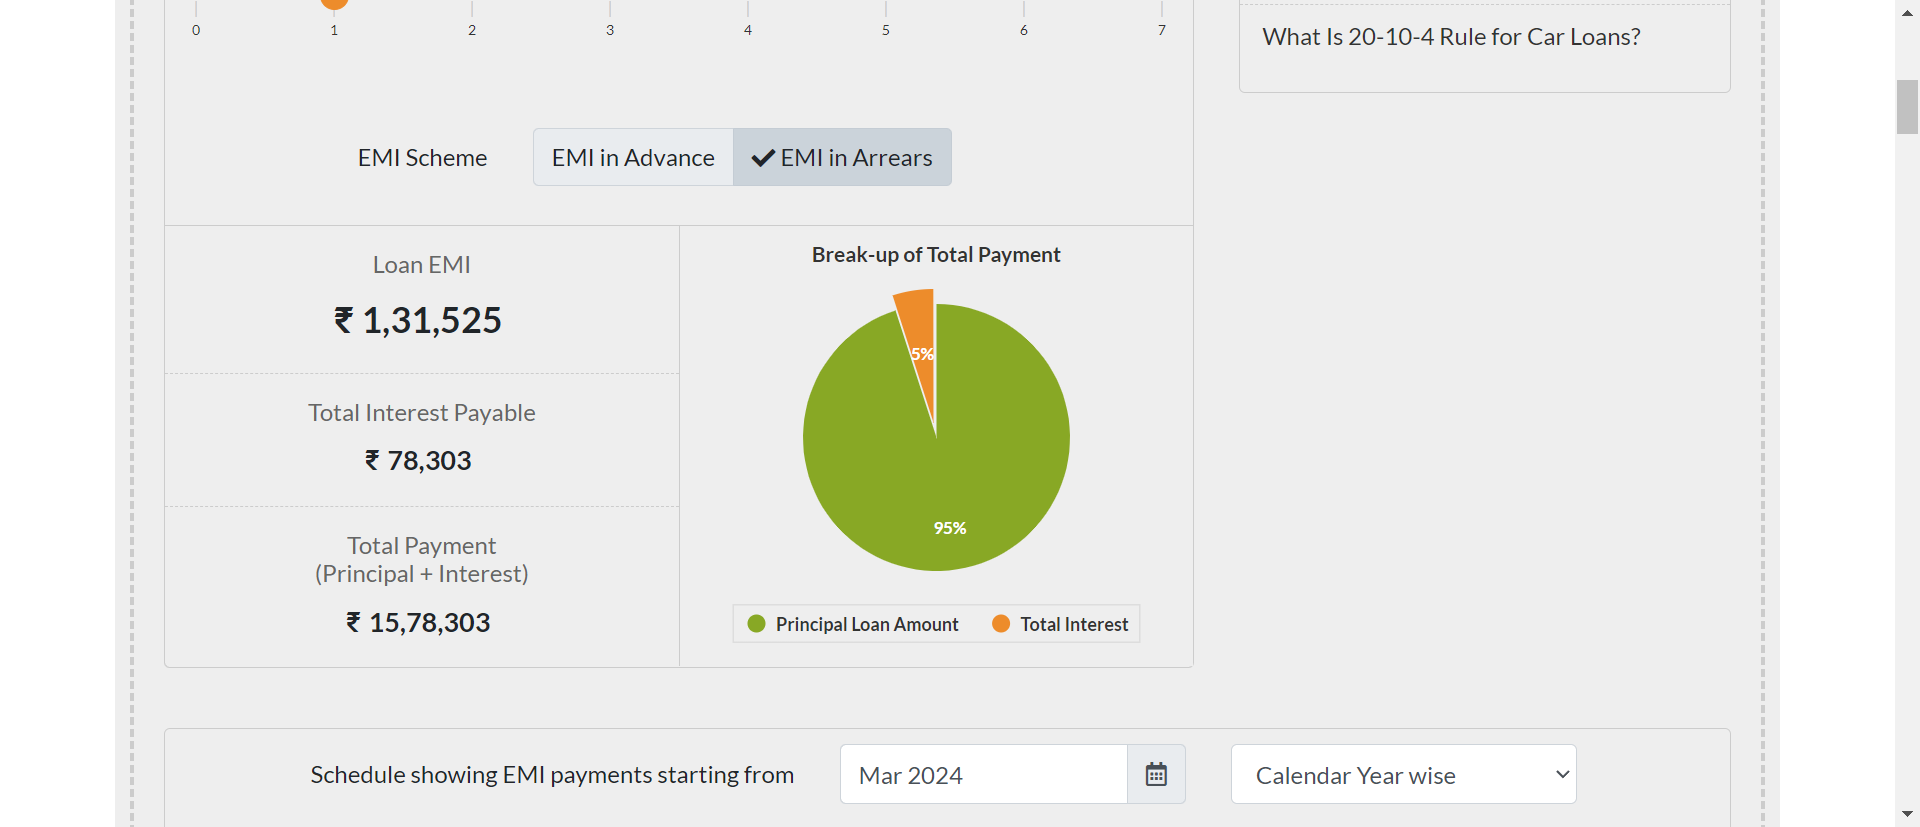 0 1 2 3 4 5 6 7
What Is 20-10-4 Rule for Car Loans?
EMI Scheme
EMI in Advance
EMI in Arrears
Loan EMI
₹ 1,31,525
Total Interest Payable
₹ 78,303
Total Payment
(Principal + Interest)
₹ 15,78,303
Break-up of Total Payment
5%
95%
Principal Loan Amount
Total Interest
Schedule showing EMI payments starting from
Mar 2024
Calendar Year wise